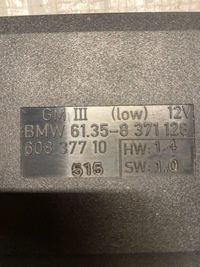 GM III (low) 12V
BMW 61.35-8 371 126
608 377 10 HW: 1.4
515 SW: 1.0